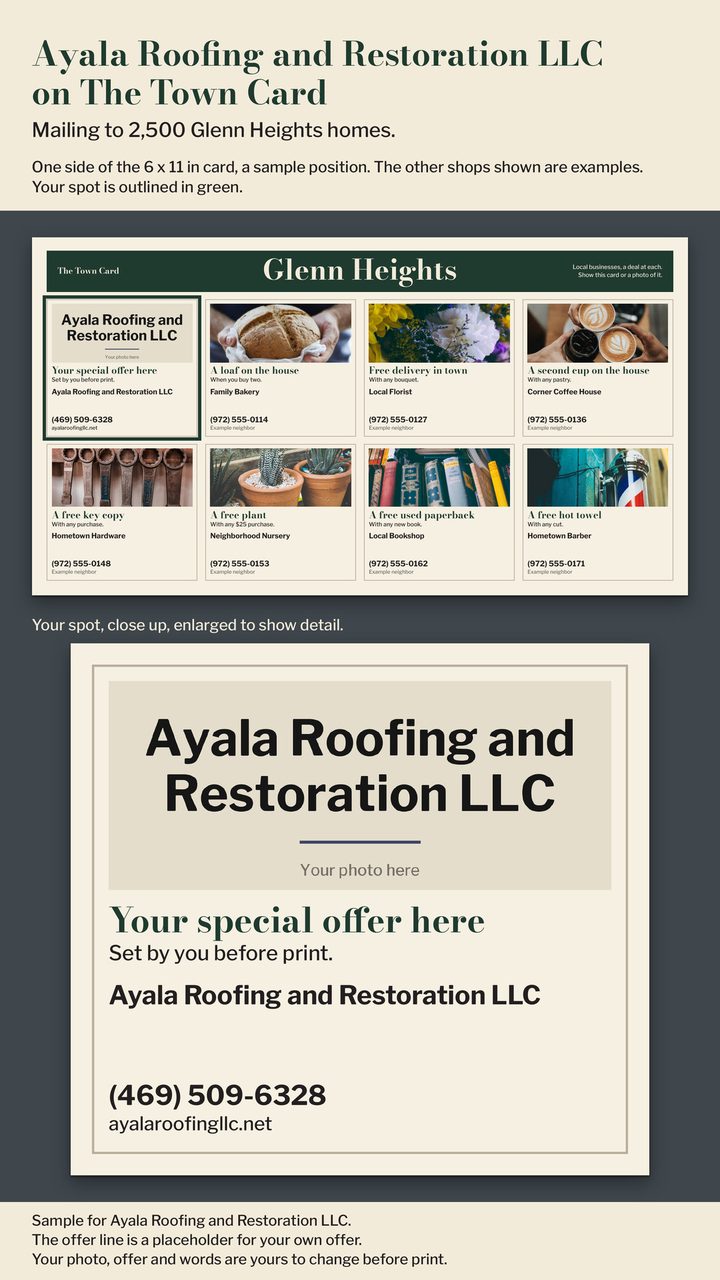 Ayala Roofing and Restoration LLC
on The Town Card
Mailing to 2,500 Glenn Heights homes.
One side of the 6 x 11 in card, a sample position. The other shops shown are examples.
Your spot is outlined in green.
The Town Card
Glenn Heights
Local businesses, a deal at each.
Show this card or a photo of it.
Ayala Roofing and
Restoration LLC
Your photo here
Your special offer here
Set by you before print.
Ayala Roofing and Restoration LLC
(469) 509-6328
ayalaroofingllc.net
A loaf on the house
When you buy two.
Family Bakery
(972) 555-0114
Example neighbor
Free delivery in town
With any bouquet.
Local Florist
(972) 555-0127
Example neighbor
A second cup on the house
With any pastry.
Corner Coffee House
(972) 555-0136
Example neighbor
A free key copy
With any purchase.
Hometown Hardware
(972) 555-0148
Example neighbor
A free plant
With any $25 purchase.
Neighborhood Nursery
(972) 555-0153
Example neighbor
A free used paperback
With any new book.
Local Bookshop
(972) 555-0162
Example neighbor
A free hot towel
With any cut.
Hometown Barber
(972) 555-0171
Example neighbor
Your spot, close up, enlarged to show detail.
Ayala Roofing and
Restoration LLC
Your photo here
Your special offer here
Set by you before print.
Ayala Roofing and Restoration LLC
(469) 509-6328
ayalaroofingllc.net
Sample for Ayala Roofing and Restoration LLC.
The offer line is a placeholder for your own offer.
Your photo, offer and words are yours to change before print.